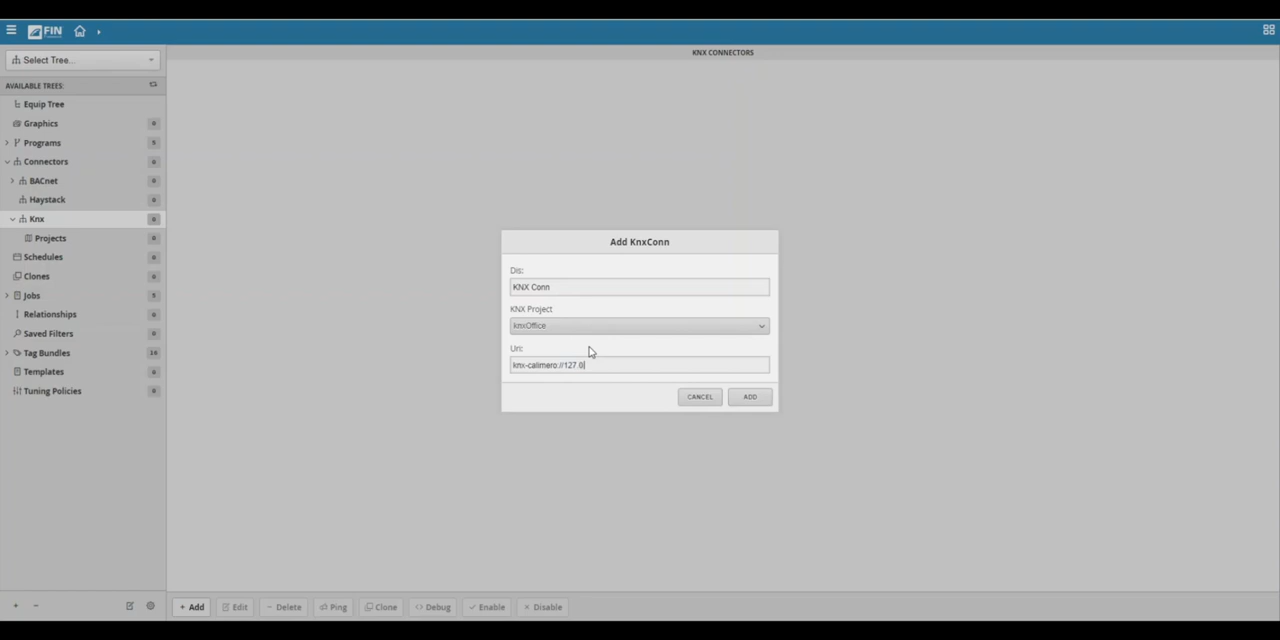 FIN
KNX CONNECTORS
Select Tree...
AVAILABLE TREES:
Equip Tree
Graphics 0
Programs 5
Connectors 0
BACnet 0
Haystack 0
Knx 0
Projects 0
Schedules 0
Clones 0
Jobs 5
Relationships 0
Saved Filters 0
Tag Bundles 16
Templates 0
Tuning Policies 0
Add KnxConn
Dis:
KNX Conn
KNX Project
knxOffice
Uri:
knx-calimero://127.0
CANCEL ADD
+ - + Add Edit - Delete Ping Clone <> Debug Enable × Disable